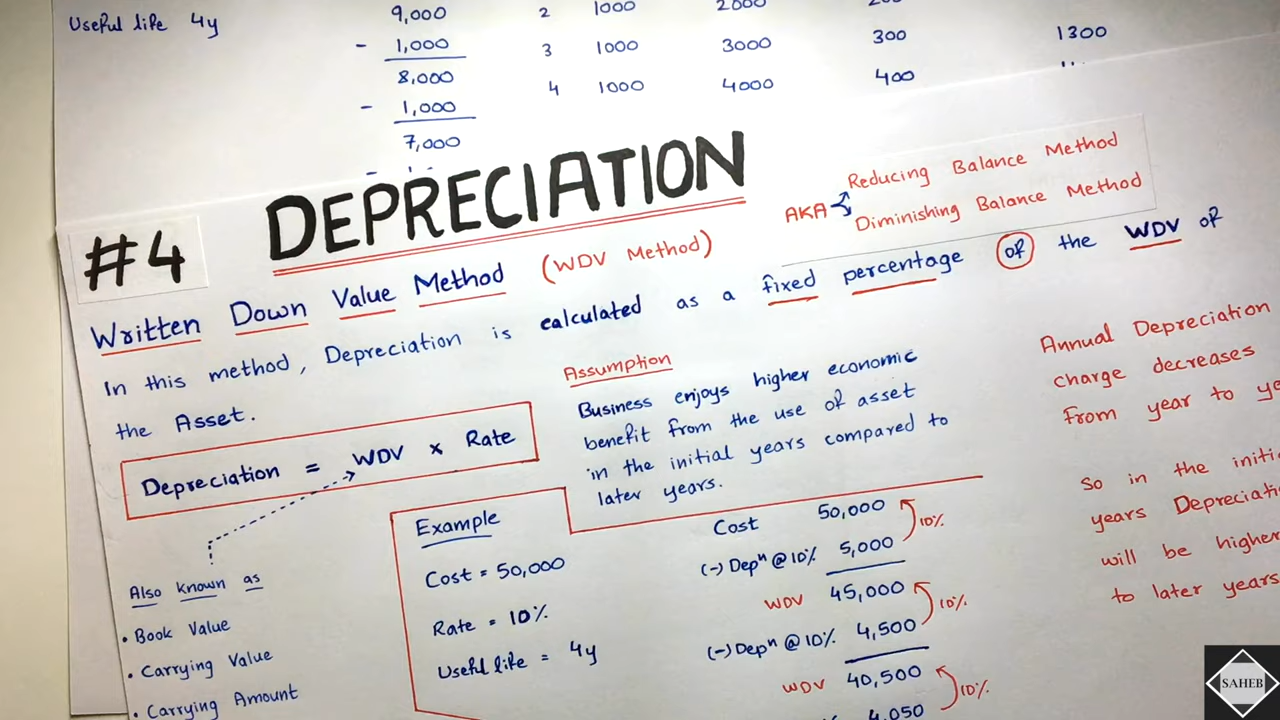 Useful life 4y
9,000
2 1000 2000
- 1,000
3 1000 3000 300 1300
8,000
4 1000 4000 400
- 1,000
7,000
-
#4 DEPRECIATION
AKA Reducing Balance Method
Diminishing Balance Method
Written Down Value Method (WDV Method)
In this method, Depreciation is calculated as a fixed percentage of the WDV of
the Asset.
Depreciation = WDV × Rate
Also known as
• Book Value
• Carrying Value
• Carrying Amount
Assumption
Business enjoys higher economic
benefit from the use of asset
in the initial years compared to
later years.
Example
Cost = 50,000
Rate = 10%
Useful life = 4y
Cost 50,000
10%
(-) Depⁿ @ 10% 5,000
WDV 45,000
10%
(-) Depⁿ @ 10% 4,500
WDV 40,500
10%
4,050
Annual Depreciation
charge decreases
from year to
So in the
years
will be higher
to later years
SAHEB